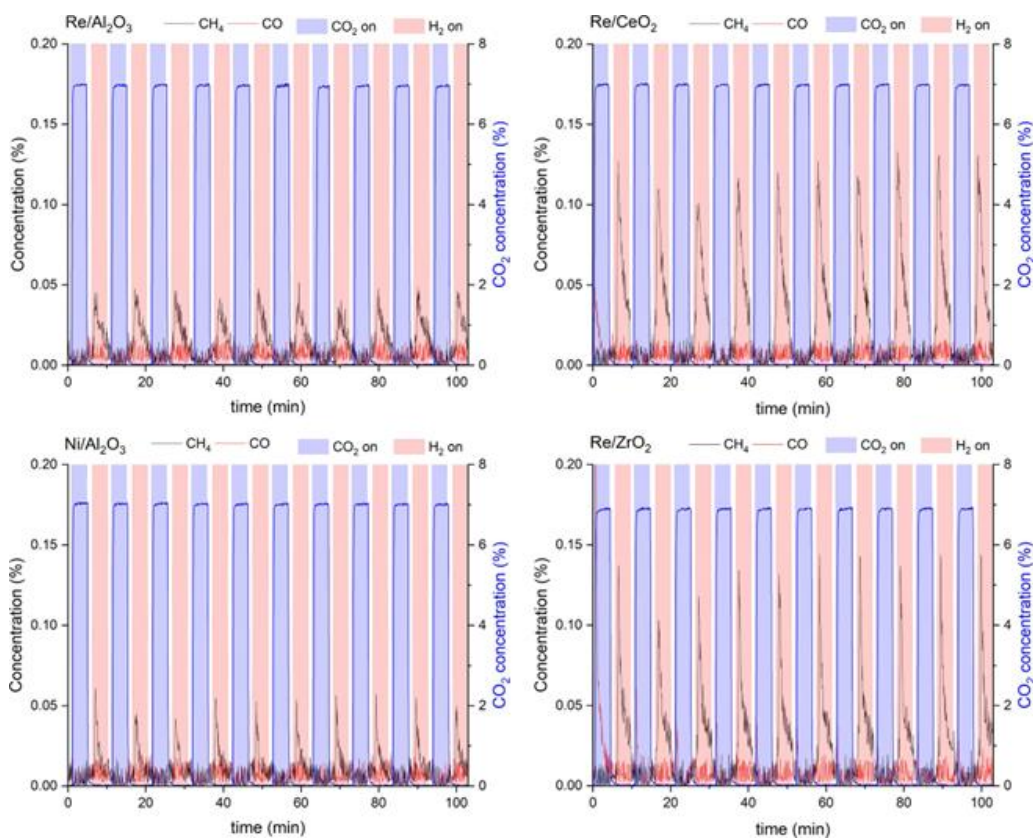 Re/Al₂O₃ CH₄ CO CO₂ on H₂ on
0.20
0.15
0.10
0.05
0.00
Concentration (%)
8
6
4
2
0
CO₂ concentration (%)
0 20 40 60 80 100
time (min)
Re/CeO₂ CH₄ CO CO₂ on H₂ on
0.20
0.15
0.10
0.05
0.00
Concentration (%)
8
6
4
2
0
CO₂ concentration (%)
0 20 40 60 80 100
time (min)
Ni/Al₂O₃ CH₄ CO CO₂ on H₂ on
0.20
0.15
0.10
0.05
0.00
Concentration (%)
8
6
4
2
0
CO₂ concentration (%)
0 20 40 60 80 100
time (min)
Re/ZrO₂ CH₄ CO CO₂ on H₂ on
0.20
0.15
0.10
0.05
0.00
Concentration (%)
8
6
4
2
0
CO₂ concentration (%)
0 20 40 60 80 100
time (min)